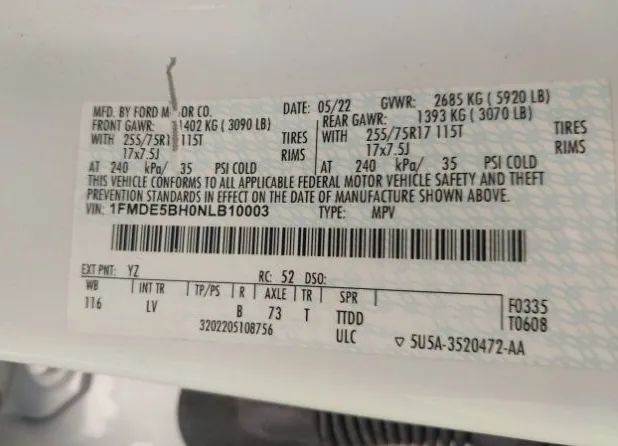 MFD. BY FORD M DR CO. DATE: 05/22 GVWR: 2685 KG ( 5920 LB)
FRONT GAWR: 1402 KG ( 3090 LB) REAR GAWR: 1393 KG ( 3070 LB)
WITH 255/75R1 115T TIRES WITH 255/75R17 115T TIRES
17x7.5J RIMS 17x7.5J RIMS
AT 240 kPa/ 35 PSI COLD AT 240 kPa/ 35 PSI COLD
THIS VEHICLE CONFORMS TO ALL APPLICABLE FEDERAL MOTOR VEHICLE SAFETY AND THEFT
PREVENTION STANDARDS IN EFFECT ON THE DATE OF MANUFACTURE SHOWN ABOVE.
VIN: 1FMDE5BH0NLB10003 TYPE: MPV
EXT PNT: YZ RC: 52 DSO:
WB INT TR TP/PS R AXLE TR SPR F0335
116 LV B 73 T TTDD T0608
3202205108756 ULC ▽ 5U5A-3520472-AA